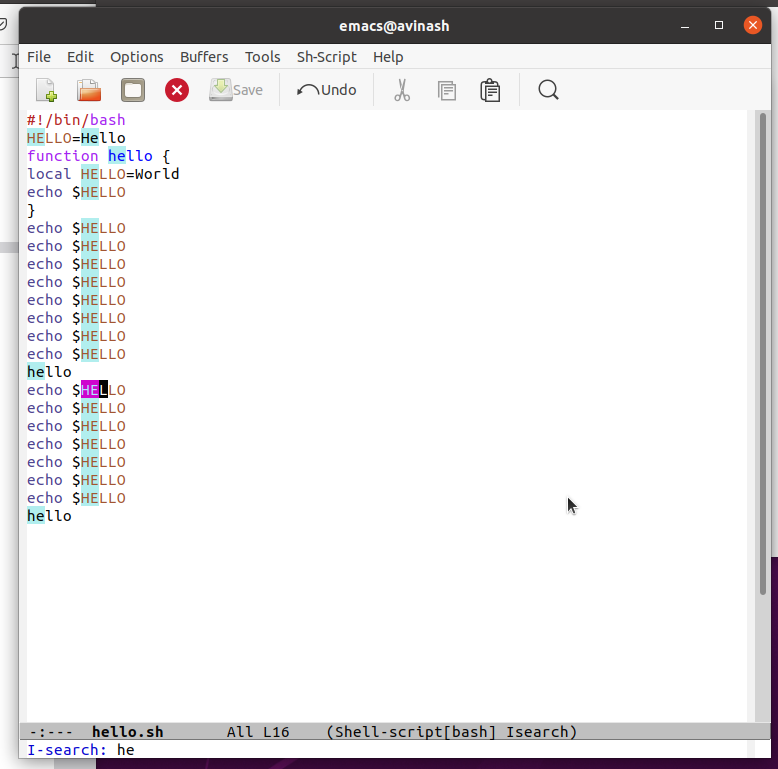 emacs@avinash
File Edit Options Buffers Tools Sh-Script Help
Save Undo
#!/bin/bash
HELLO=Hello
function hello {
local HELLO=World
echo $HELLO
}
echo $HELLO
echo $HELLO
echo $HELLO
echo $HELLO
echo $HELLO
echo $HELLO
echo $HELLO
echo $HELLO
hello
echo $HELLO
echo $HELLO
echo $HELLO
echo $HELLO
echo $HELLO
echo $HELLO
echo $HELLO
hello
-:--- hello.sh All L16 (Shell-script[bash] Isearch)
I-search: he